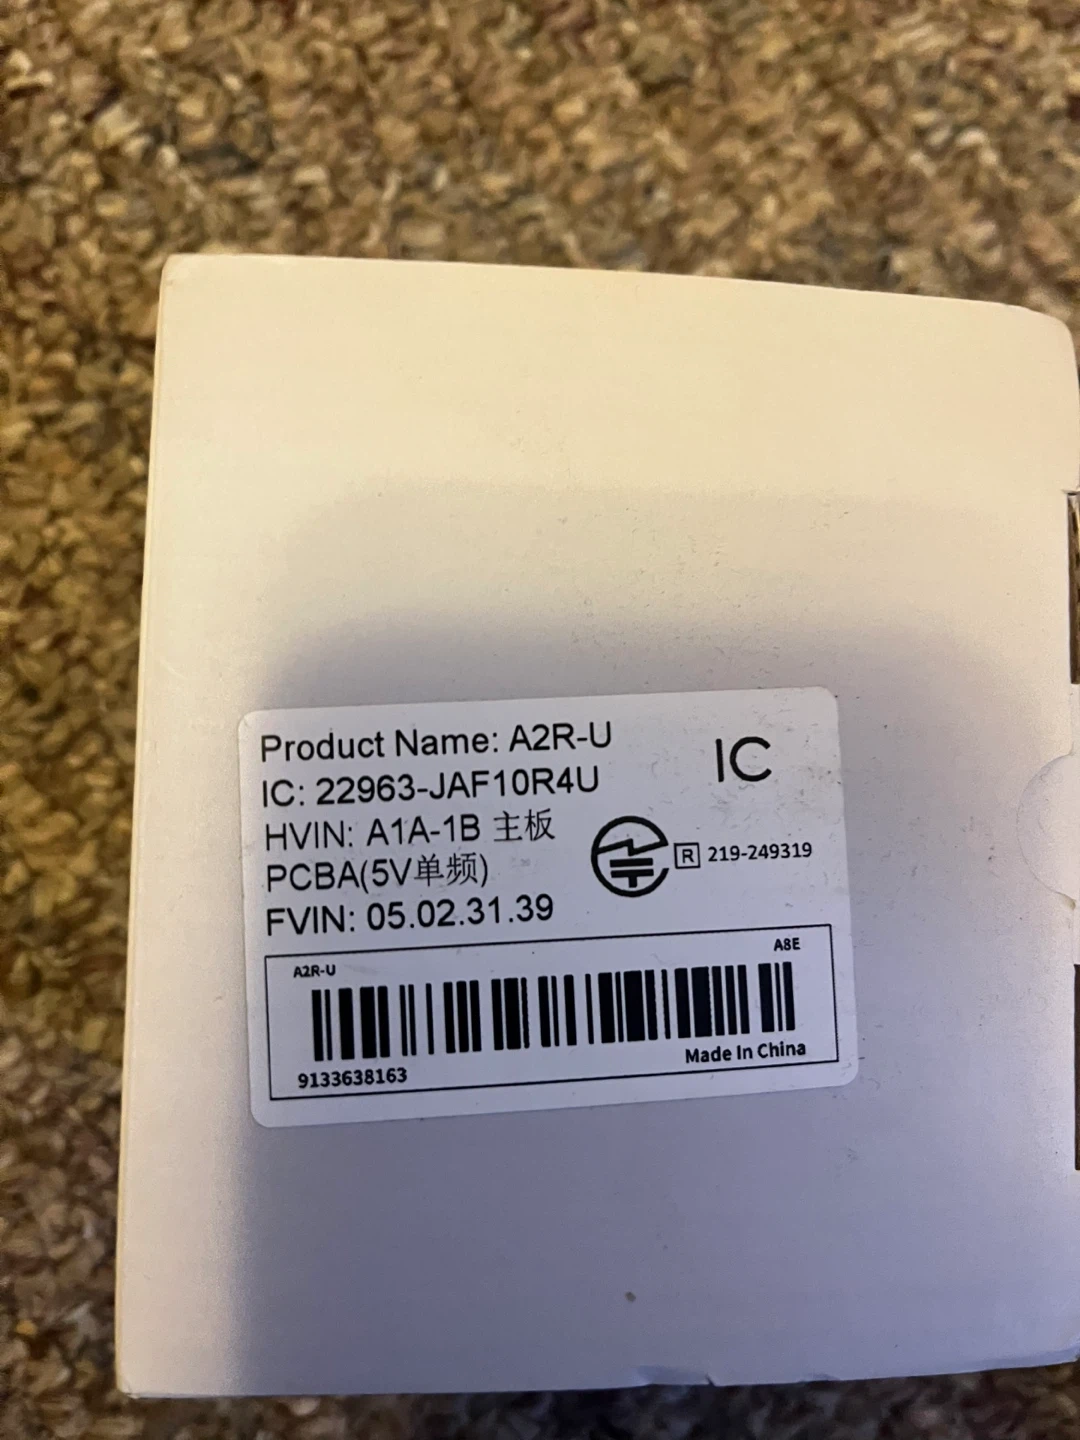 Product Name: A2R-U
IC
IC: 22963-JAF10R4U
HVIN: A1A-1B 主板
PCBA(5V单频)
R 219-249319
FVIN: 05.02.31.39
A2R-U
A8E
9133638163
Made In China